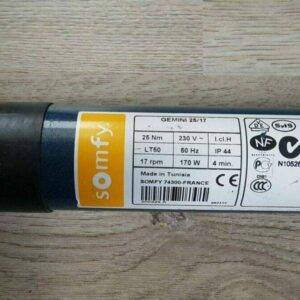 somfy
GEMINI 25/17
25 Nm 230 V ~ I.cl.H
LT50 50 Hz IP 44
17 rpm 170 W 4 min.
Made in Tunisia
SOMFY 74300-FRANCE
NF
N10526